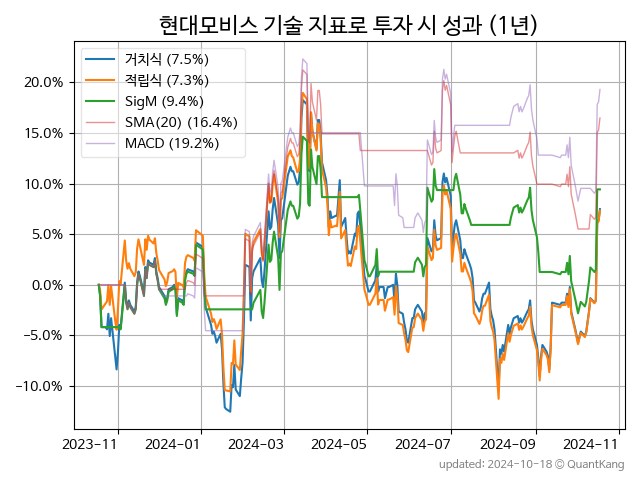 현대모비스 기술 지표로 투자 시 성과 (1년)
거치식 (7.5%)
적립식 (7.3%)
SigM (9.4%)
SMA(20) (16.4%)
MACD (19.2%)
20.0%
15.0%
10.0%
5.0%
0.0%
−5.0%
−10.0%
2023-11 2024-01 2024-03 2024-05 2024-07 2024-09 2024-11
updated: 2024-10-18 © QuantKang